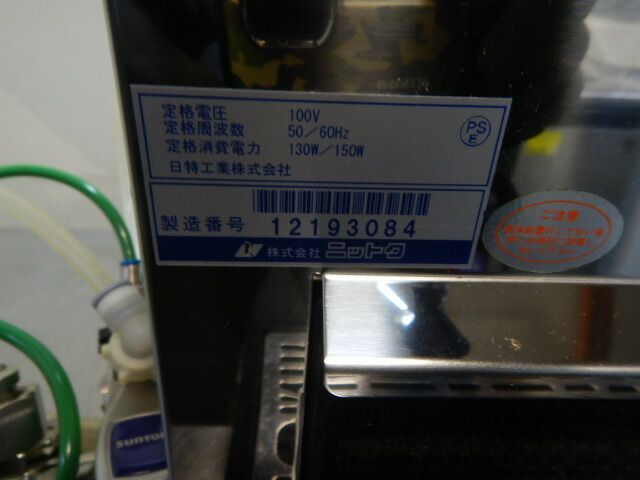 定格電圧 100V
定格周波数 50／60Hz
定格消費電力 130W／150W
日特工業株式会社
PS
E
製造番号 12193084
株式会社 ニットク
ご注意
Nikon
SUNTO